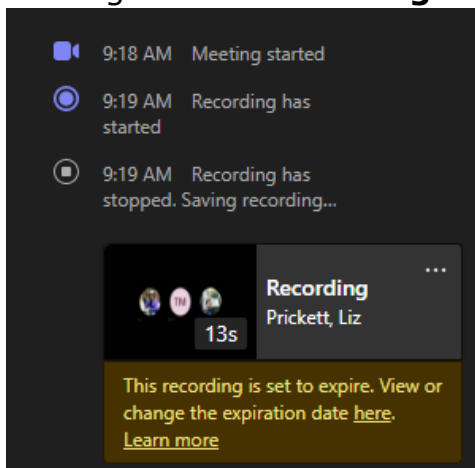 9:18 AM Meeting started
9:19 AM Recording has
started
9:19 AM Recording has
stopped. Saving recording...
TM
13s
Recording
Prickett, Liz
This recording is set to expire. View or
change the expiration date here.
Learn more